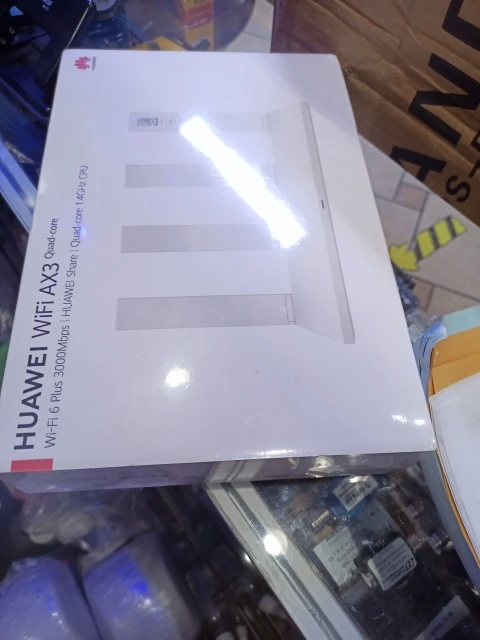 HUAWEI
HUAWEI WiFi AX3 Quad-core
Wi-Fi 6 Plus 3000Mbps | HUAWEI Share | Quad-core 1.4GHz CPU